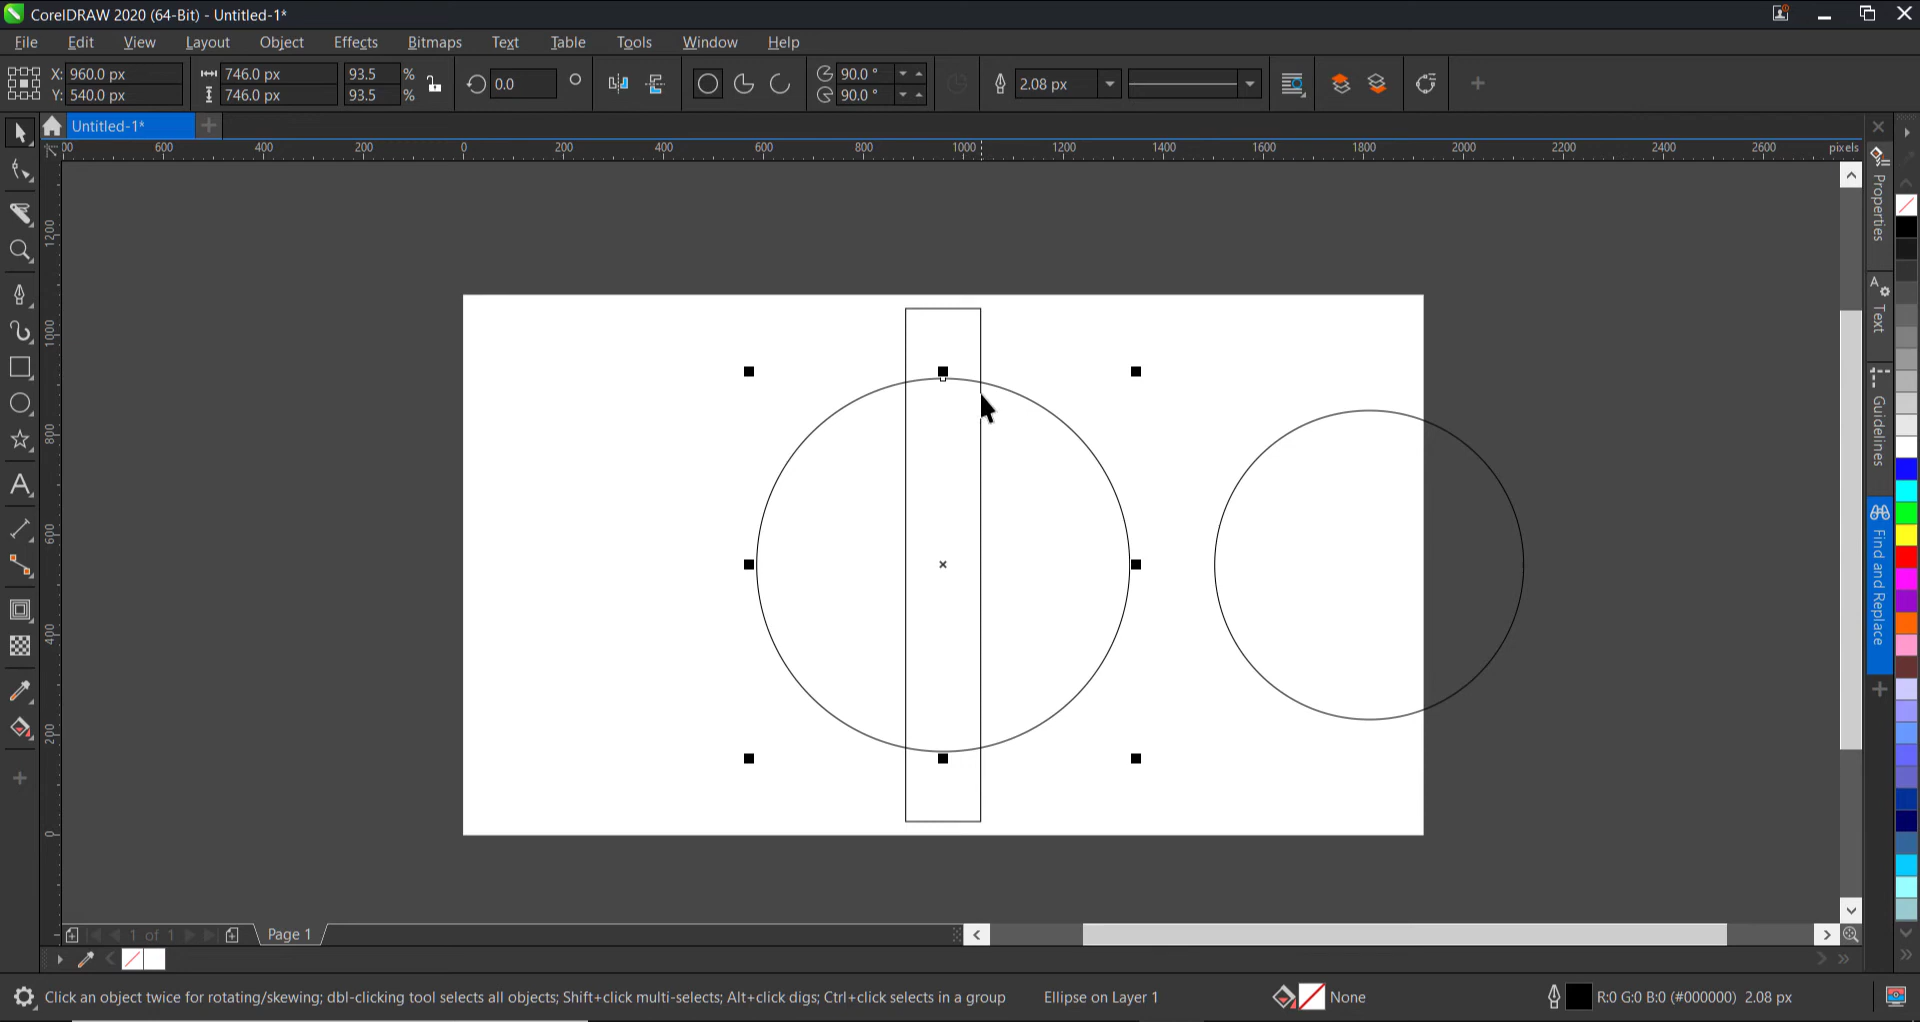 CorelDRAW 2020 (64-Bit) - Untitled-1*
File Edit View Layout Object Effects Bitmaps Text Table Tools Window Help
X: 960.0 px 746.0 px 93.5 % 0.0 90.0 ° 2.08 px
Y: 540.0 px 746.0 px 93.5 % 90.0 °
Untitled-1*
00 600 400 200 0 200 400 600 800 1000 1200 1400 1600 1800 2000 2200 2400 2600 pixels
1200
1000
800
600
400
200
0
Properties
Text
Guidelines
Find and Replace
1 of 1 Page 1
Click an object twice for rotating/skewing; dbl-clicking tool selects all objects; Shift+click multi-selects; Alt+click digs; Ctrl+click selects in a group Ellipse on Layer 1 None R:0 G:0 B:0 (#000000) 2.08 px